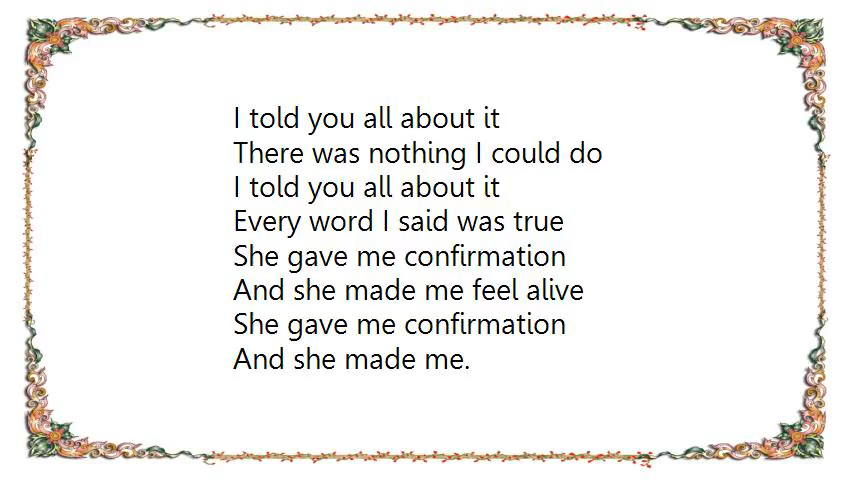 I told you all about it
There was nothing I could do
I told you all about it
Every word I said was true
She gave me confirmation
And she made me feel alive
She gave me confirmation
And she made me.